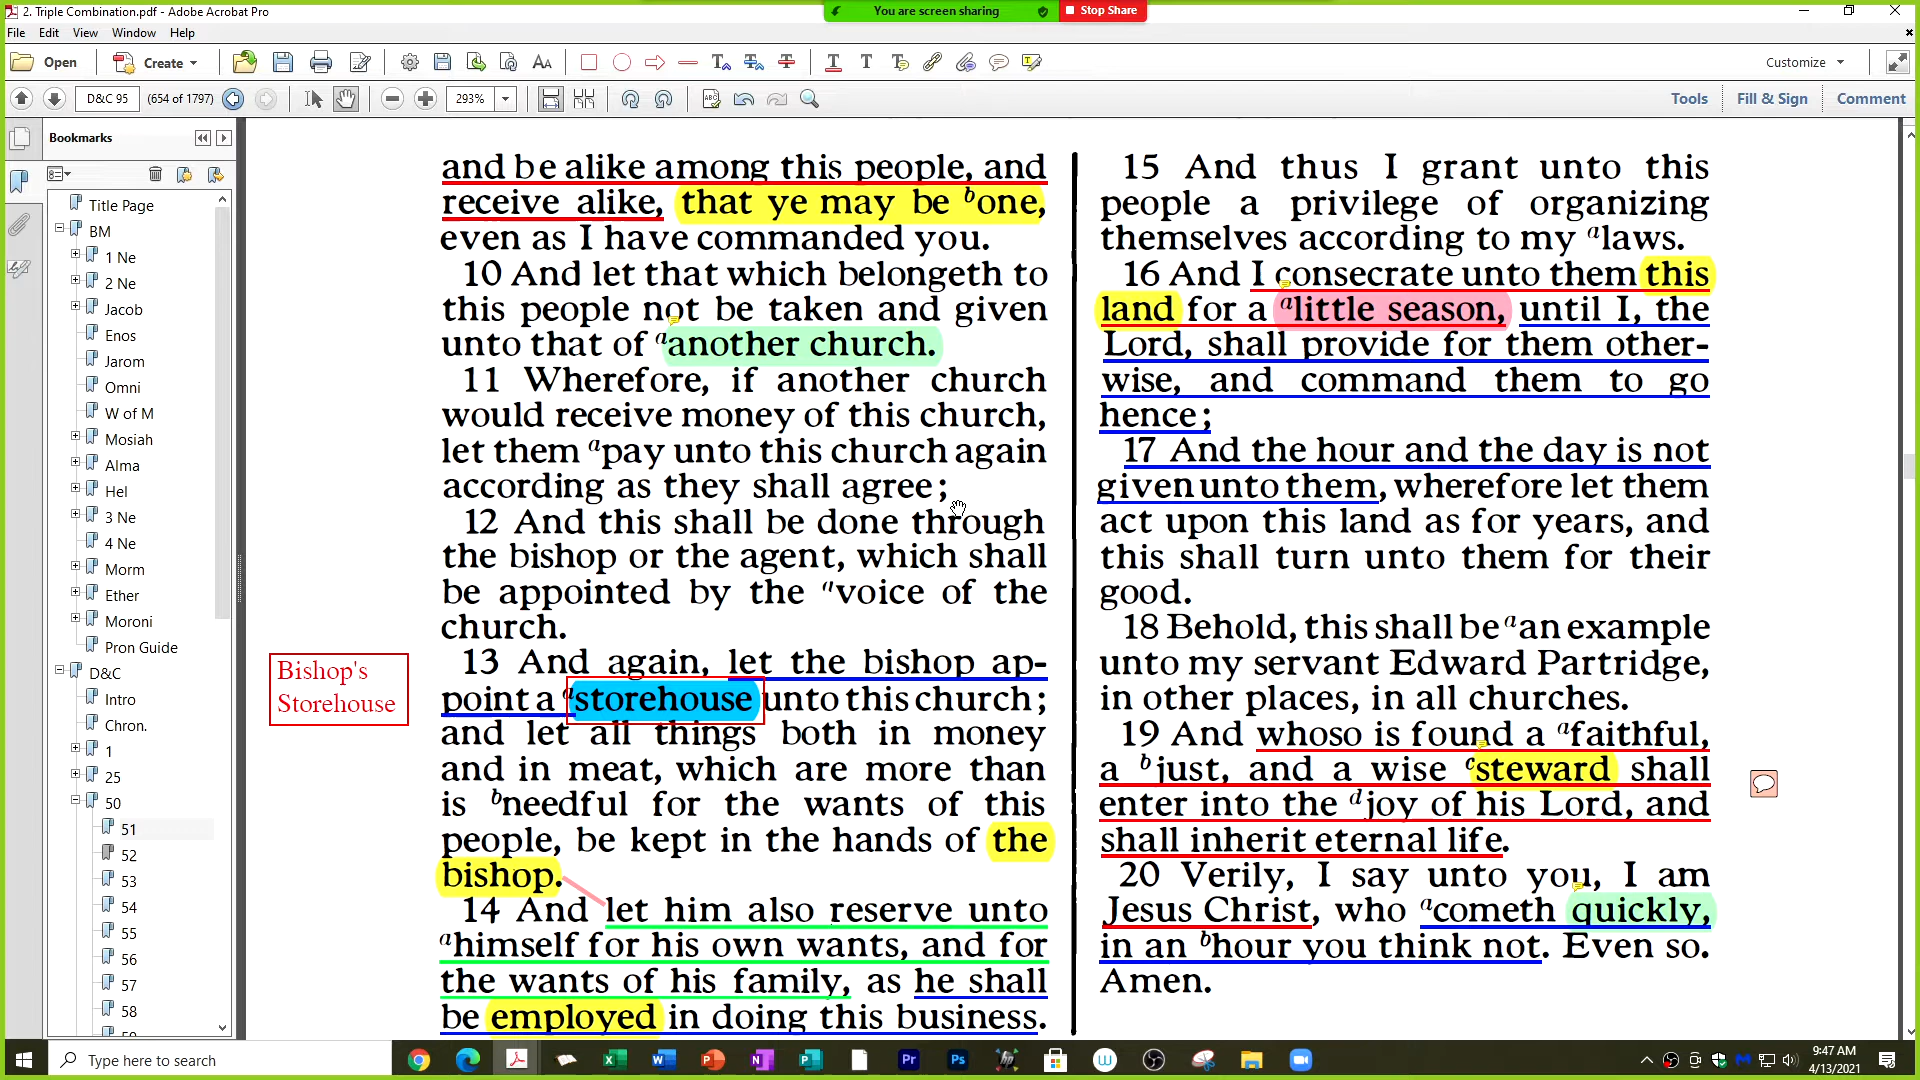 2. Triple Combination.pdf - Adobe Acrobat Pro
You are screen sharing
Stop Share
File Edit View Window Help
Open
Create
Customize
D&C 95
(654 of 1797)
293%
Tools
Fill & Sign
Comment
Bookmarks
Title Page
BM
1 Ne
2 Ne
Jacob
Enos
Jarom
Omni
W of M
Mosiah
Alma
Hel
3 Ne
4 Ne
Morm
Ether
Moroni
Pron Guide
D&C
Intro
Chron.
1
25
50
51
52
53
54
55
56
57
58
Bishop's
Storehouse
and be alike among this people, and
receive alike, that ye may be bone,
even as I have commanded you.
10 And let that which belongeth to
this people not be taken and given
unto that of aanother church.
11 Wherefore, if another church
would receive money of this church,
let them apay unto this church again
according as they shall agree;
12 And this shall be done through
the bishop or the agent, which shall
be appointed by the avoice of the
church.
13 And again, let the bishop ap-
point a astorehouse unto this church;
and let all things both in money
and in meat, which are more than
is bneedful for the wants of this
people, be kept in the hands of the
bishop.
14 And let him also reserve unto
ahimself for his own wants, and for
the wants of his family, as he shall
be employed in doing this business.
15 And thus I grant unto this
people a privilege of organizing
themselves according to my alaws.
16 And I consecrate unto them this
land for a alittle season, until I, the
Lord, shall provide for them other-
wise, and command them to go
hence;
17 And the hour and the day is not
given unto them, wherefore let them
act upon this land as for years, and
this shall turn unto them for their
good.
18 Behold, this shall be aan example
unto my servant Edward Partridge,
in other places, in all churches.
19 And whoso is found a afaithful,
a bjust, and a wise csteward shall
enter into the djoy of his Lord, and
shall inherit eternal life.
20 Verily, I say unto you, I am
Jesus Christ, who acometh quickly,
in an bhour you think not. Even so.
Amen.
Type here to search
9:47 AM
4/13/2021